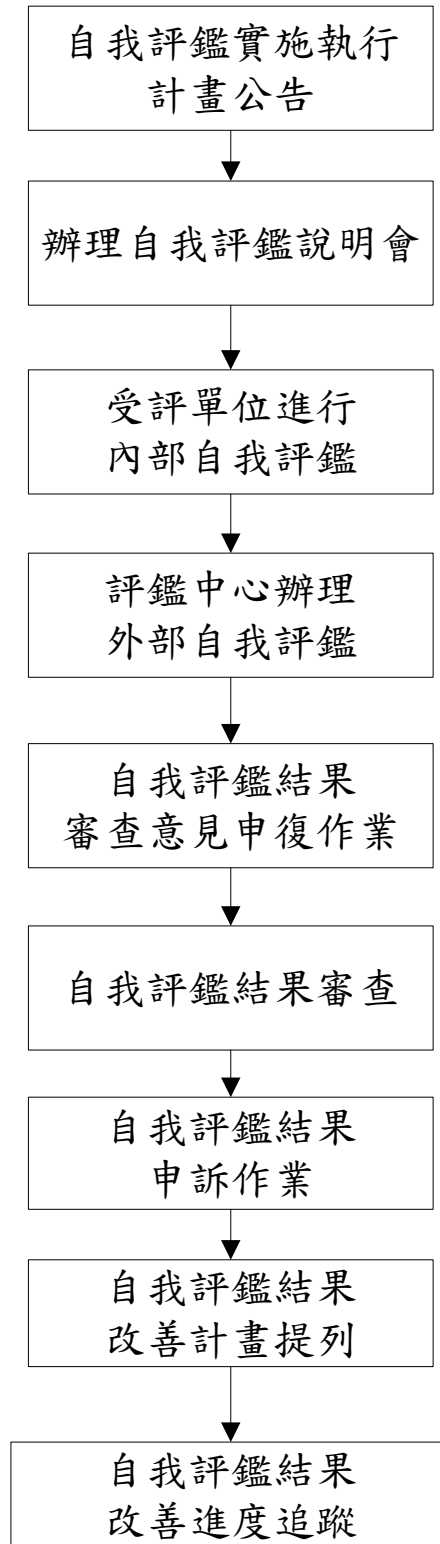 自我評鑑實施執行
計畫公告
辦理自我評鑑說明會
受評單位進行
內部自我評鑑
評鑑中心辦理
外部自我評鑑
自我評鑑結果
審查意見申復作業
自我評鑑結果審查
自我評鑑結果
申訴作業
自我評鑑結果
改善計畫提列
自我評鑑結果
改善進度追蹤